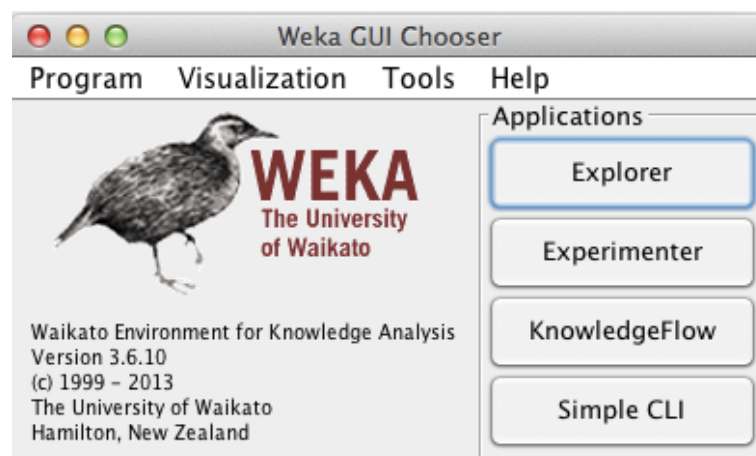 Weka GUI Chooser
Program Visualization Tools Help
WEKA
The University
of Waikato
Waikato Environment for Knowledge Analysis
Version 3.6.10
(c) 1999 – 2013
The University of Waikato
Hamilton, New Zealand
Applications
Explorer
Experimenter
KnowledgeFlow
Simple CLI